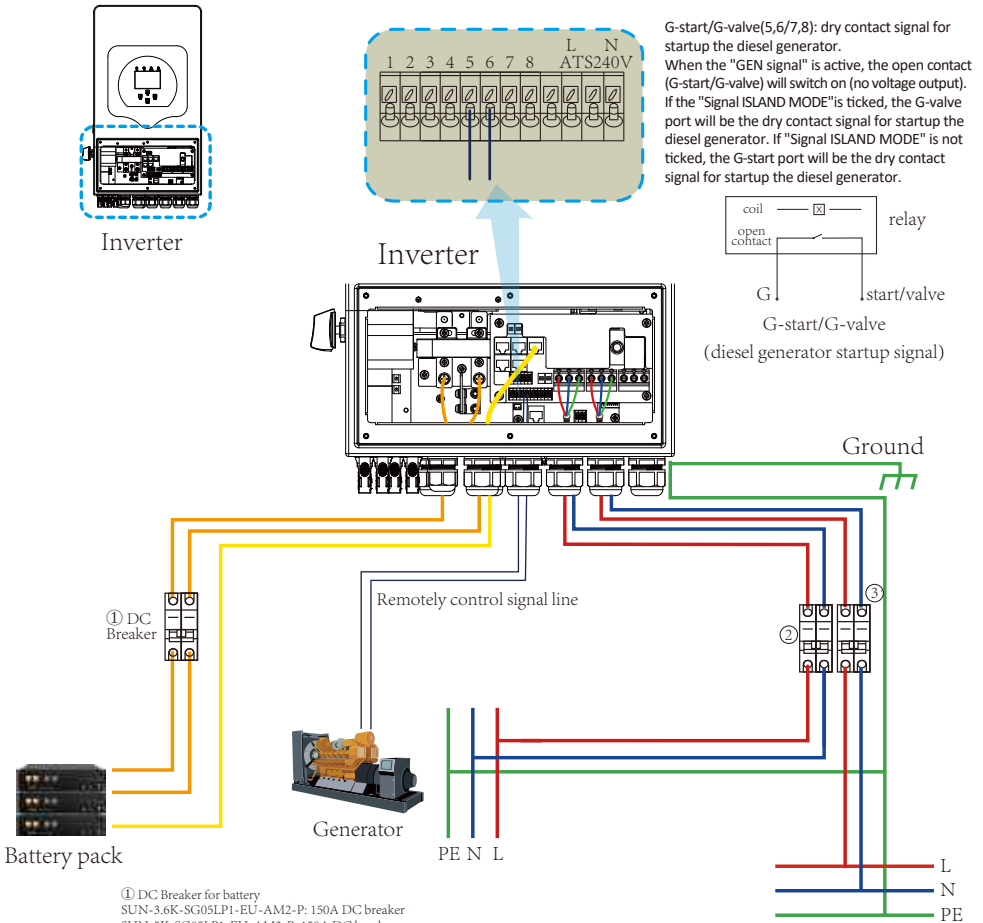 G-start/G-valve(5,6/7,8): dry contact signal for
startup the diesel generator.
When the "GEN signal" is active, the open contact
(G-start/G-valve) will switch on (no voltage output).
If the "Signal ISLAND MODE"is ticked, the G-valve
port will be the dry contact signal for startup the
diesel generator. If "Signal ISLAND MODE" is not
ticked, the G-start port will be the dry contact
signal for startup the diesel generator.
L N
1 2 3 4 5 6 7 8 ATS240V
Inverter
coil
relay
open
contact
G
start/valve
G-start/G-valve
(diesel generator startup signal)
Inverter
Ground
① DC
Breaker
Remotely control signal line
②
③
Battery pack
Generator
PE N L
L
N
PE
① DC Breaker for battery
SUN-3.6K-SG05LP1-EU-AM2-P: 150A DC breaker